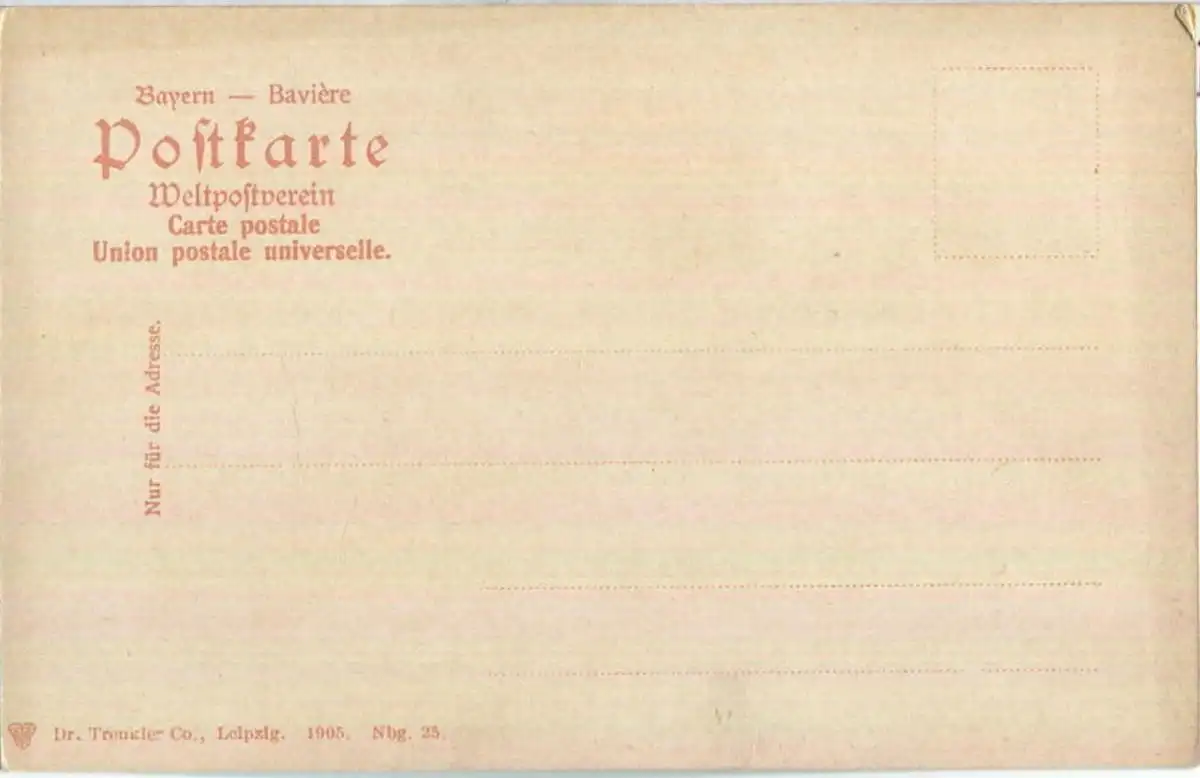 Bayern — Bavière
Poſtkarte
Weltpoſtverein
Carte postale
Union postale universelle.
Nur für die Adresse.
Dr. Trenkler Co., Leipzig. 1905. Nbg. 25.